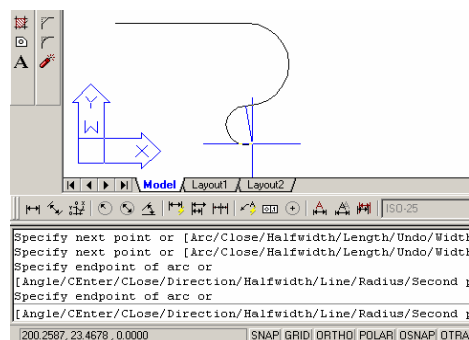 A
Y
W
X
Model Layout1 Layout2
ISO-25
Specify next point or [Arc/Close/Halfwidth/Length/Undo/Width
Specify next point or [Arc/Close/Halfwidth/Length/Undo/Width
Specify endpoint of arc or
[Angle/CEnter/CLose/Direction/Halfwidth/Line/Radius/Second p
Specify endpoint of arc or
[Angle/CEnter/CLose/Direction/Halfwidth/Line/Radius/Second p
200.2587, 23.4678 , 0.0000 SNAP GRID ORTHO POLAR OSNAP OTRA